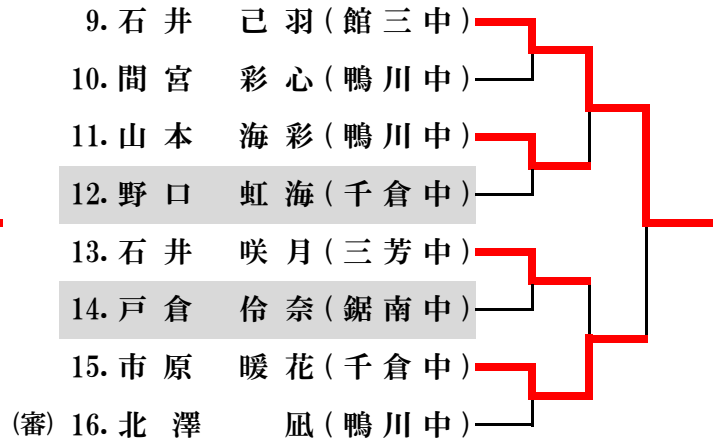 9. 石井 己羽(館三中)
10. 間宮 彩心(鴨川中)
11. 山本 海彩(鴨川中)
12. 野口 虹海(千倉中)
13. 石井 咲月(三芳中)
14. 戸倉 伶奈(鋸南中)
15. 市原 暖花(千倉中)
(審) 16. 北澤 凪(鴨川中)